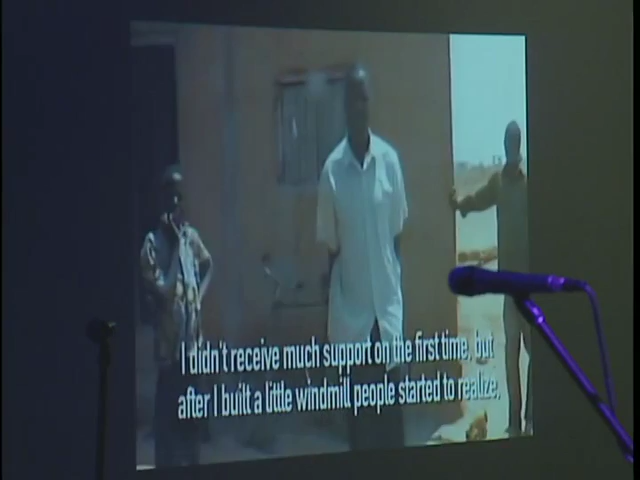 I didn't receive much support on the first time, but
after I built a little windmill people started to realize,